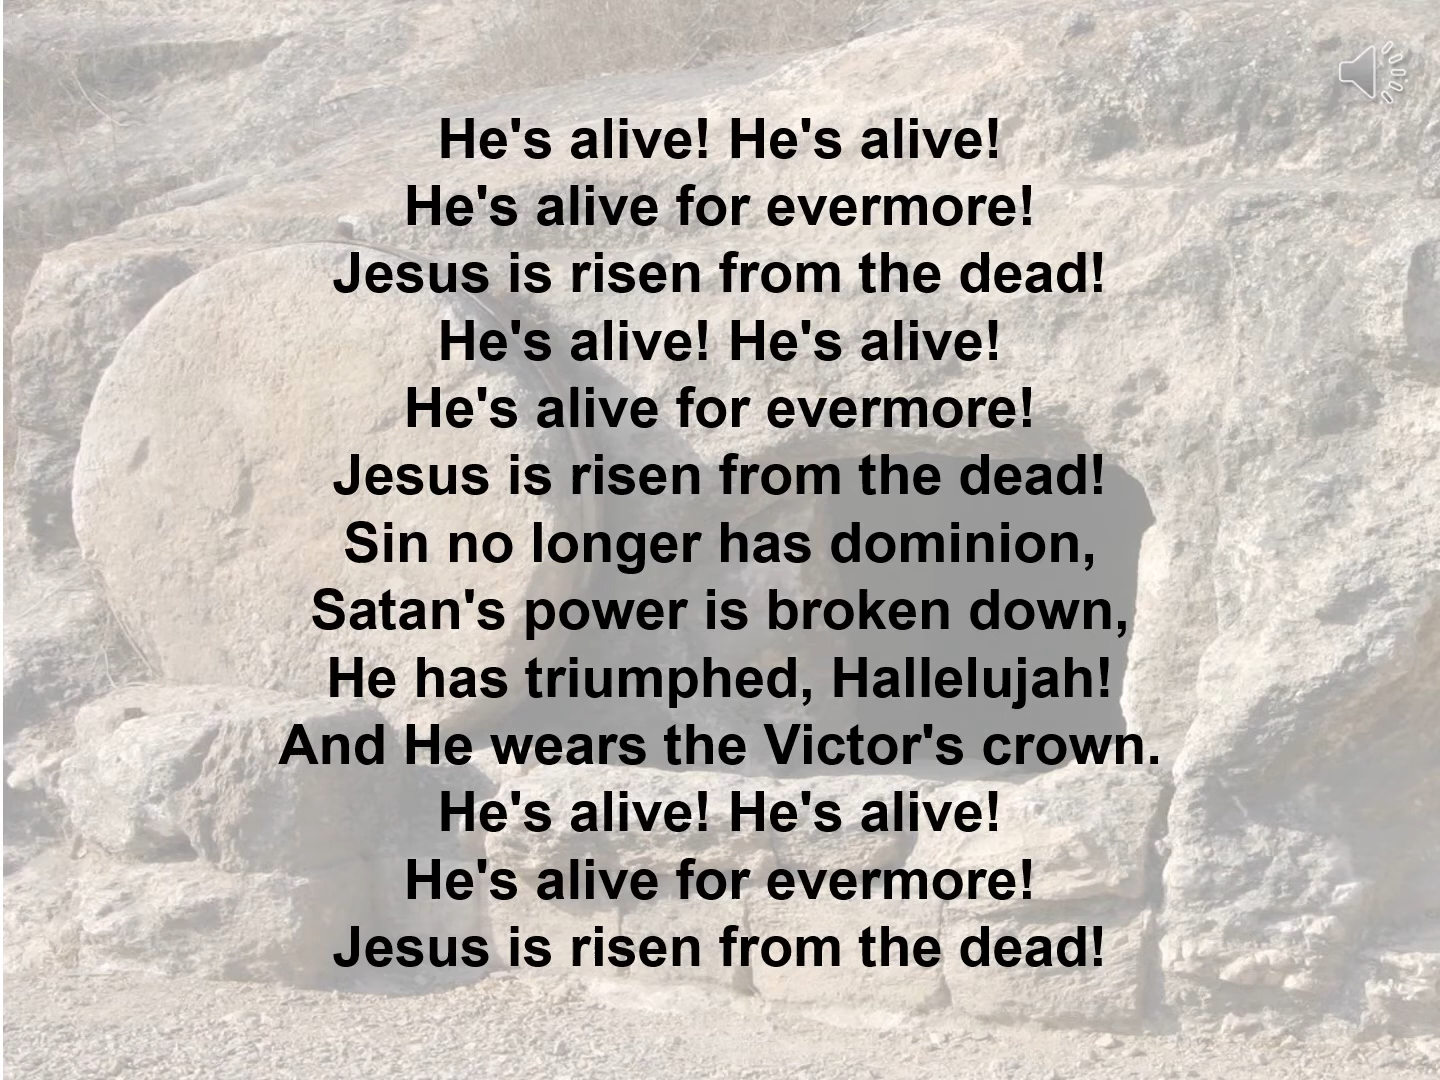 He's alive! He's alive!
He's alive for evermore!
Jesus is risen from the dead!
He's alive! He's alive!
He's alive for evermore!
Jesus is risen from the dead!
Sin no longer has dominion,
Satan's power is broken down,
He has triumphed, Hallelujah!
And He wears the Victor's crown.
He's alive! He's alive!
He's alive for evermore!
Jesus is risen from the dead!